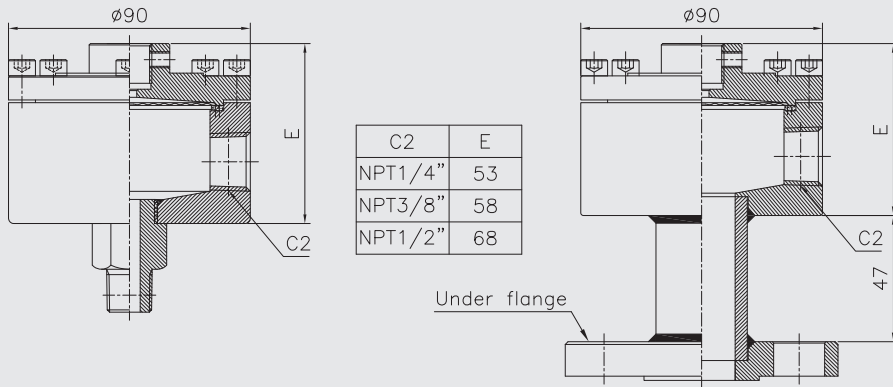 ø90
E
C2
C2 E
NPT1/4" 53
NPT3/8" 58
NPT1/2" 68
ø90
E
C2
47
Under flange